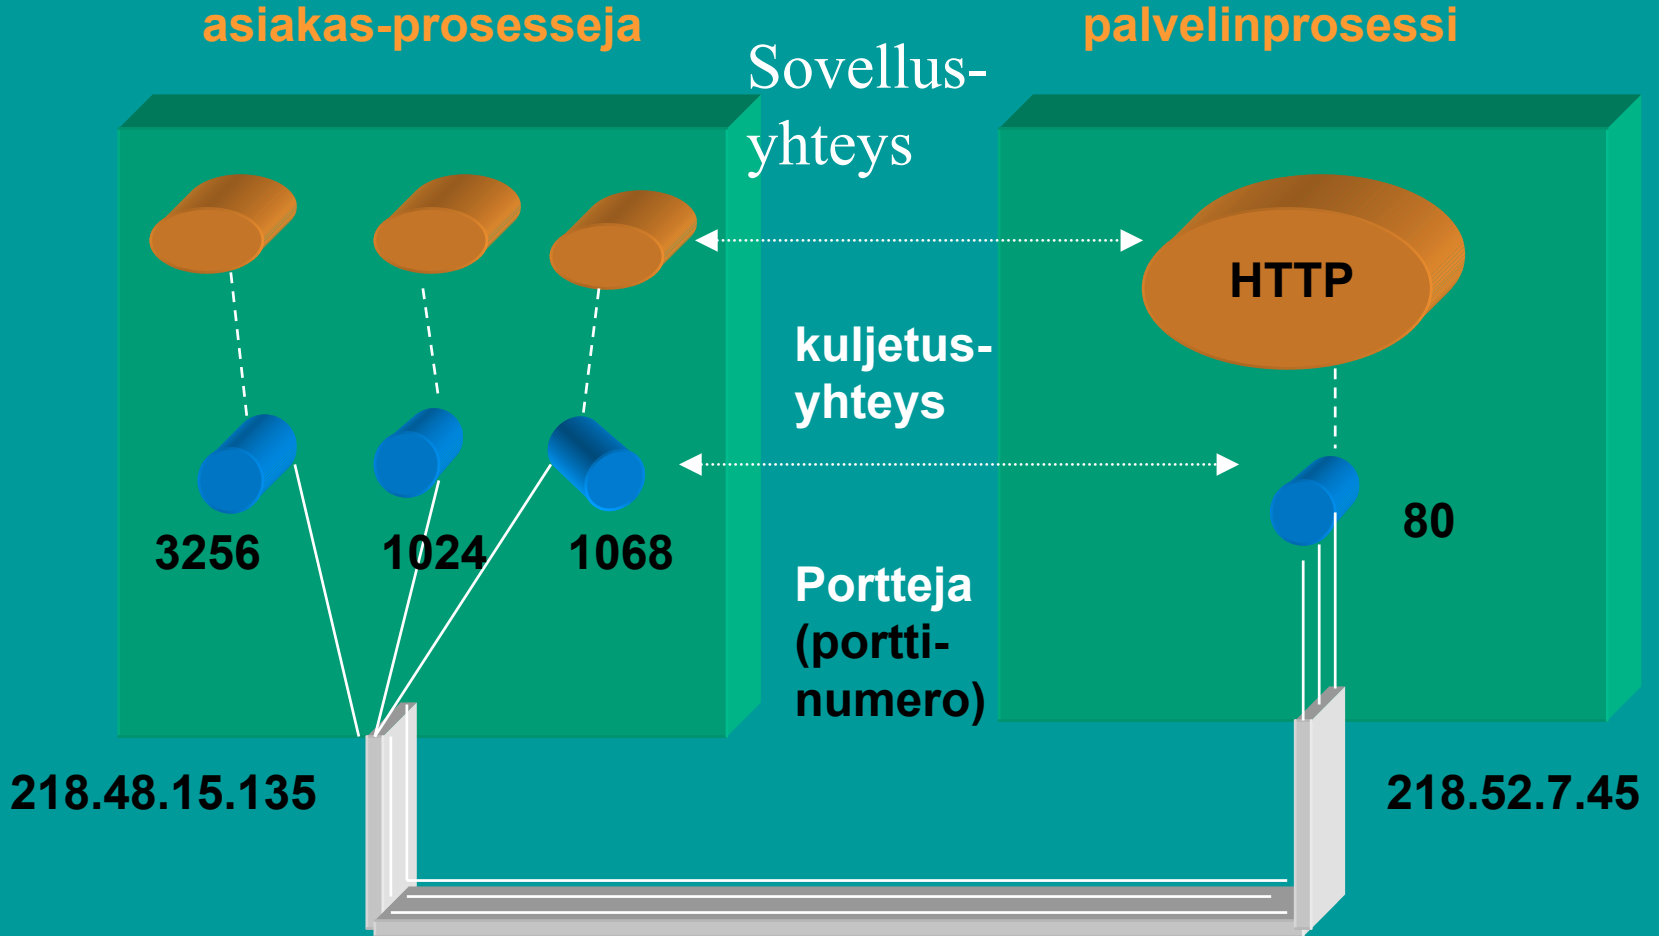 asiakas-prosesseja
palvelinprosessi
Sovellus-
yhteys
HTTP
kuljetus-
yhteys
3256
1024
1068
80
Portteja
(portti-
numero)
218.48.15.135
218.52.7.45